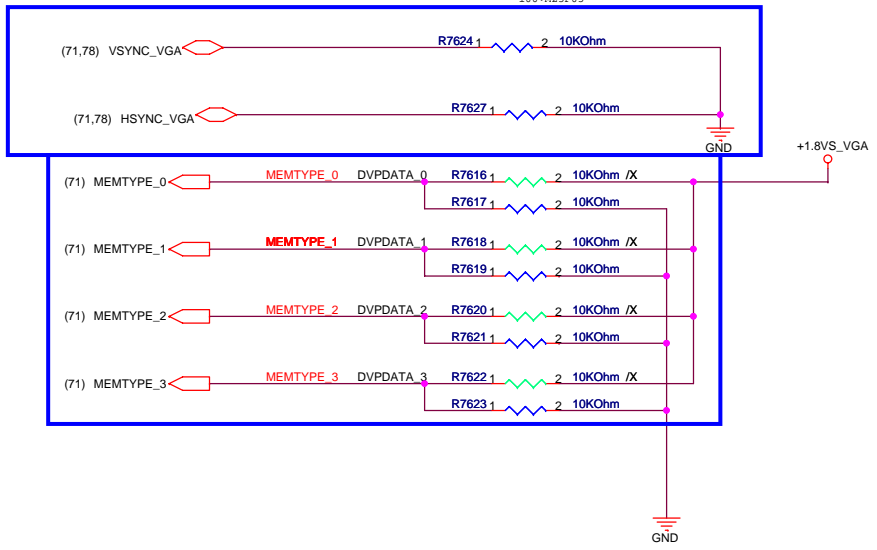 (71,78) VSYNC_VGA R7624 1 2 10KOhm
(71,78) HSYNC_VGA R7627 1 2 10KOhm
GND
+1.8VS_VGA
(71) MEMTYPE_0 MEMTYPE_0 DVPDATA_0 R7616 1 2 10KOhm /X
R7617 1 2 10KOhm
(71) MEMTYPE_1 MEMTYPE_1 DVPDATA_1 R7618 1 2 10KOhm /X
R7619 1 2 10KOhm
(71) MEMTYPE_2 MEMTYPE_2 DVPDATA_2 R7620 1 2 10KOhm /X
R7621 1 2 10KOhm
(71) MEMTYPE_3 MEMTYPE_3 DVPDATA_3 R7622 1 2 10KOhm /X
R7623 1 2 10KOhm
GND